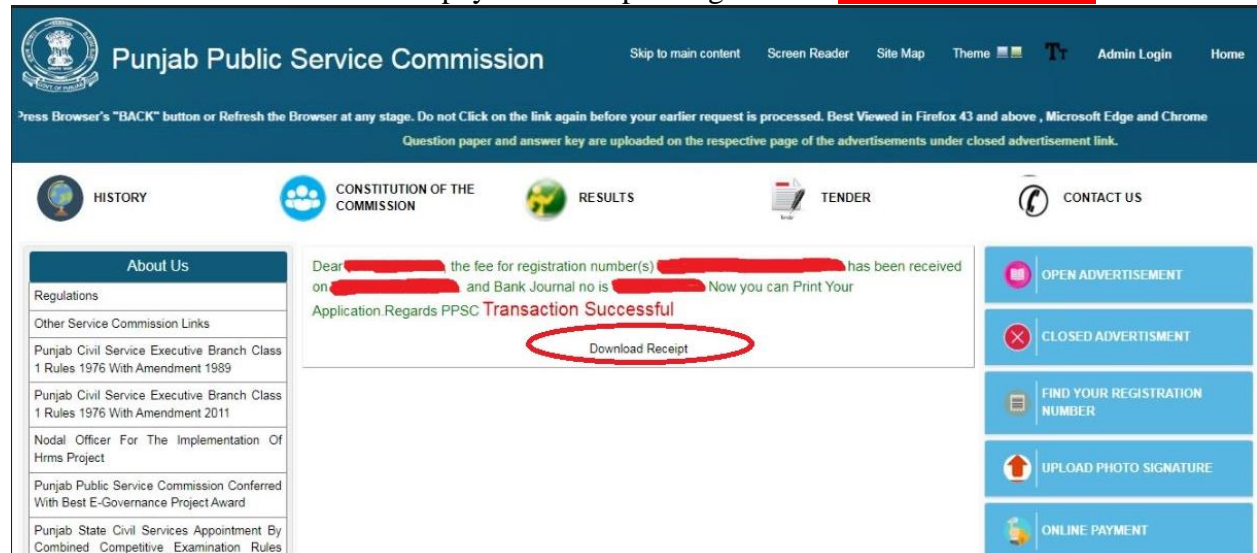 Punjab Public Service Commission
Skip to main content Screen Reader Site Map Theme TT Admin Login Home
Press Browser's "BACK" button or Refresh the Browser at any stage. Do not Click on the link again before your earlier request is processed. Best Viewed in Firefox 43 and above , Microsoft Edge and Chrome
Question paper and answer key are uploaded on the respective page of the advertisements under closed advertisement link.
HISTORY
CONSTITUTION OF THE
COMMISSION
RESULTS
TENDER
CONTACT US
About Us
Regulations
Other Service Commission Links
Punjab Civil Service Executive Branch Class
1 Rules 1976 With Amendment 1989
Punjab Civil Service Executive Branch Class
1 Rules 1976 With Amendment 2011
Nodal Officer For The Implementation Of
Hrms Project
Punjab Public Service Commission Conferred
With Best E-Governance Project Award
Punjab State Civil Services Appointment By
Combined Competitive Examination Rules
Dear the fee for registration number(s) has been received
on and Bank Journal no is Now you can Print Your
Application.Regards PPSC Transaction Successful
Download Receipt
OPEN ADVERTISEMENT
CLOSED ADVERTISMENT
FIND YOUR REGISTRATION
NUMBER
UPLOAD PHOTO SIGNATURE
ONLINE PAYMENT